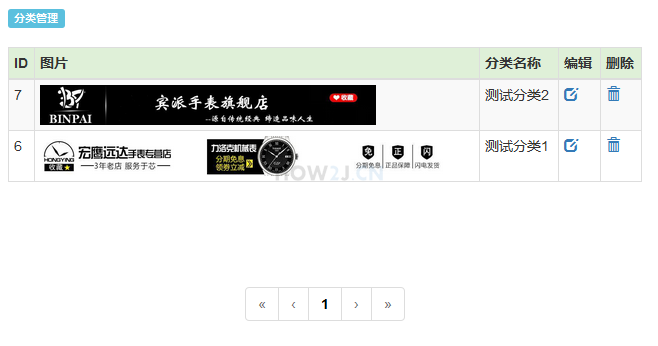 分类管理
ID 图片 分类名称 编辑 删除
7 测试分类2
BINPAI
宾派手表旗舰店
收藏
--源自传统经典 缔造品味人生
6 测试分类1
HONGYING
收藏★
宏鹰远达手表专营店
3年老店 服务于芯
力洛克机械表
分期免息
领券立减
免 正 闪
分期免息 正品保障 闪电发货
HOW2J.CN
« ‹ 1 › »